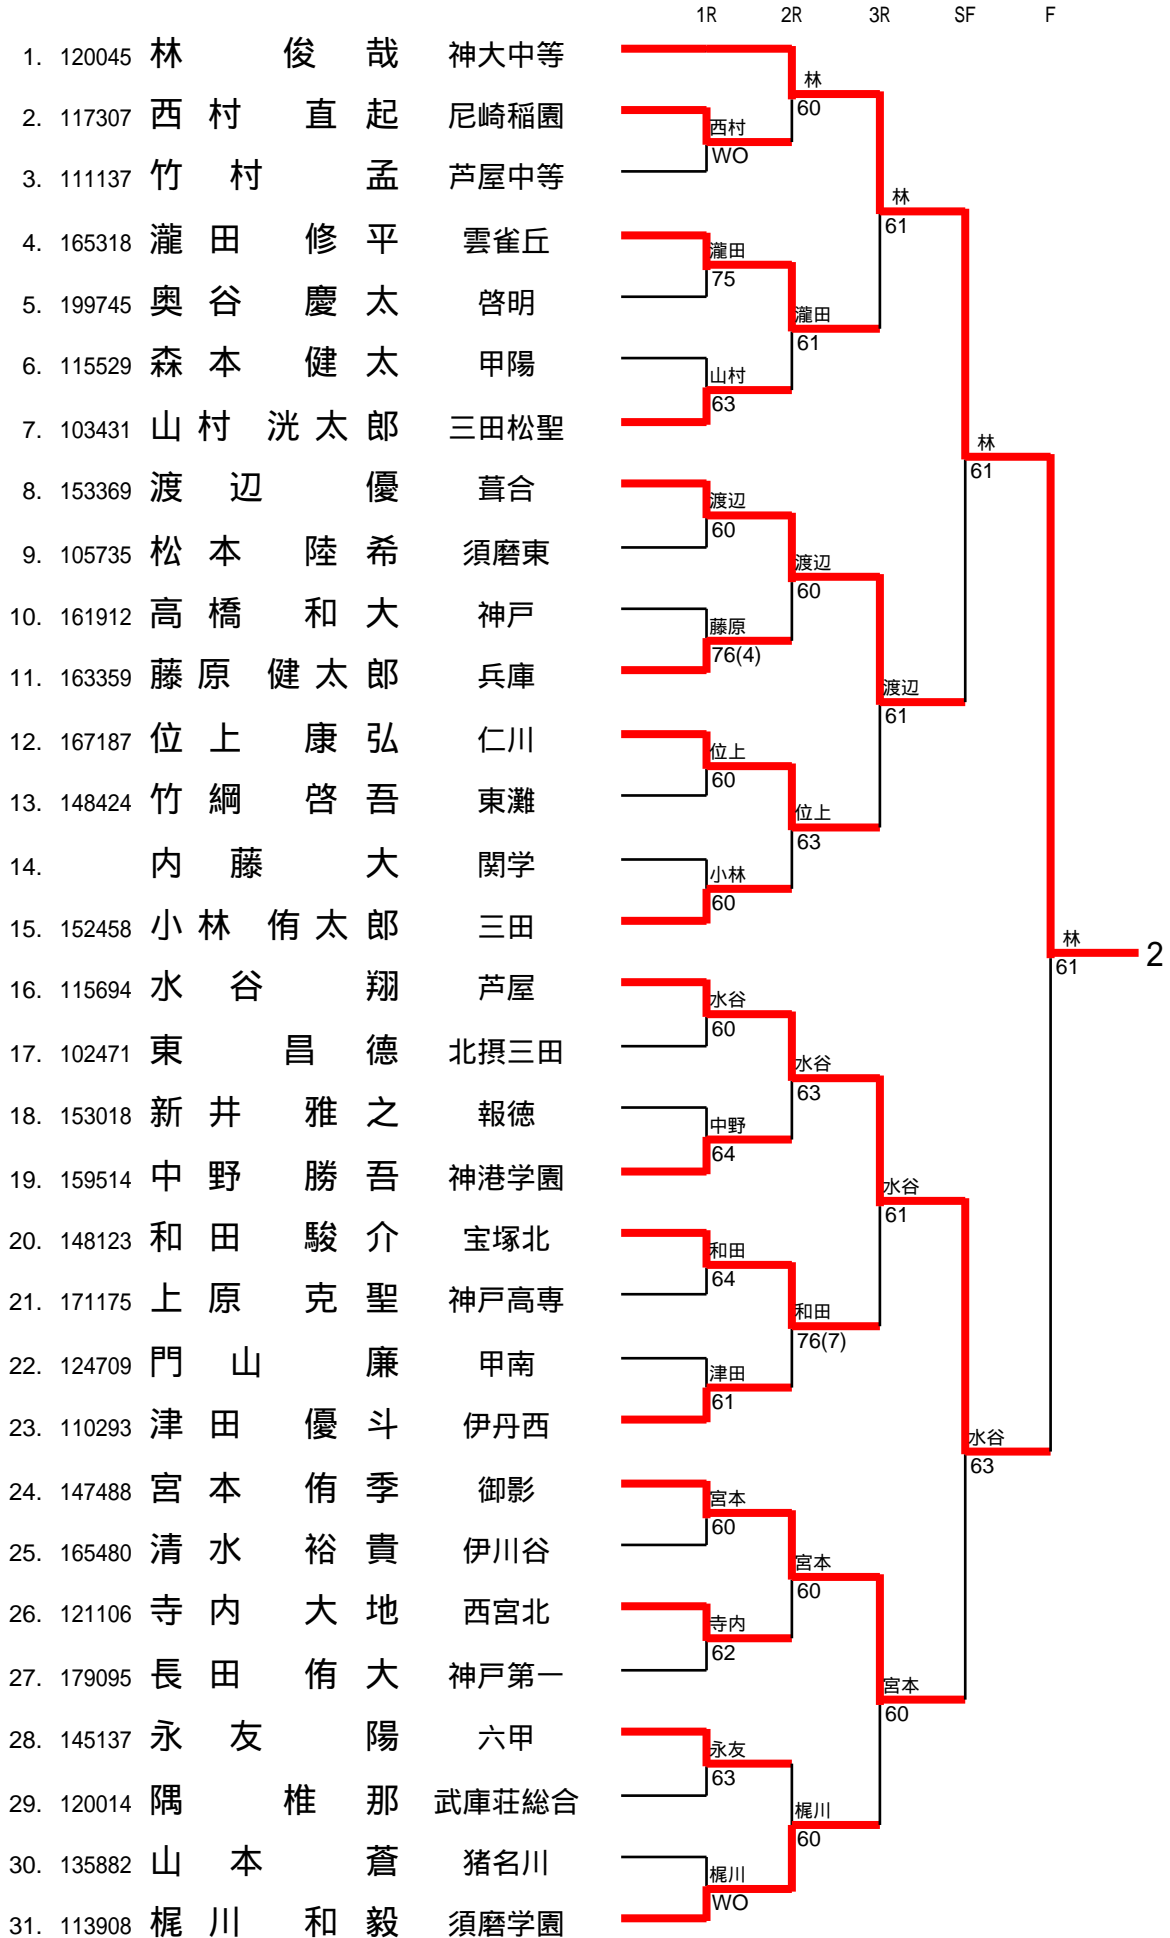 1R 2R 3R SF F
1. 120045 林 俊 哉 神大中等
林
60
2. 117307 西 村 直 起 尼崎稲園
西村
WO
3. 111137 竹 村 孟 芦屋中等
林
61
4. 165318 瀧 田 修 平 雲雀丘
瀧田
75
5. 199745 奥 谷 慶 太 啓明
瀧田
61
6. 115529 森 本 健 太 甲陽
山村
63
7. 103431 山 村 洸 太 郎 三田松聖
林
61
8. 153369 渡 辺 優 葺合
渡辺
60
9. 105735 松 本 陸 希 須磨東
渡辺
60
10. 161912 高 橋 和 大 神戸
藤原
76(4)
11. 163359 藤 原 健 太 郎 兵庫
渡辺
61
12. 167187 位 上 康 弘 仁川
位上
60
13. 148424 竹 綱 啓 吾 東灘
位上
63
14. 内 藤 大 関学
小林
60
15. 152458 小 林 侑 太 郎 三田
林
61
2
16. 115694 水 谷 翔 芦屋
水谷
60
17. 102471 東 昌 德 北摂三田
水谷
63
18. 153018 新 井 雅 之 報徳
中野
64
19. 159514 中 野 勝 吾 神港学園
水谷
61
20. 148123 和 田 駿 介 宝塚北
和田
64
21. 171175 上 原 克 聖 神戸高専
和田
76(7)
22. 124709 門 山 廉 甲南
津田
61
23. 110293 津 田 優 斗 伊丹西
水谷
63
24. 147488 宮 本 侑 季 御影
宮本
60
25. 165480 清 水 裕 貴 伊川谷
宮本
60
26. 121106 寺 内 大 地 西宮北
寺内
62
27. 179095 長 田 侑 大 神戸第一
宮本
60
28. 145137 永 友 陽 六甲
永友
63
29. 120014 隅 椎 那 武庫荘総合
梶川
60
30. 135882 山 本 蒼 猪名川
梶川
WO
31. 113908 梶 川 和 毅 須磨学園